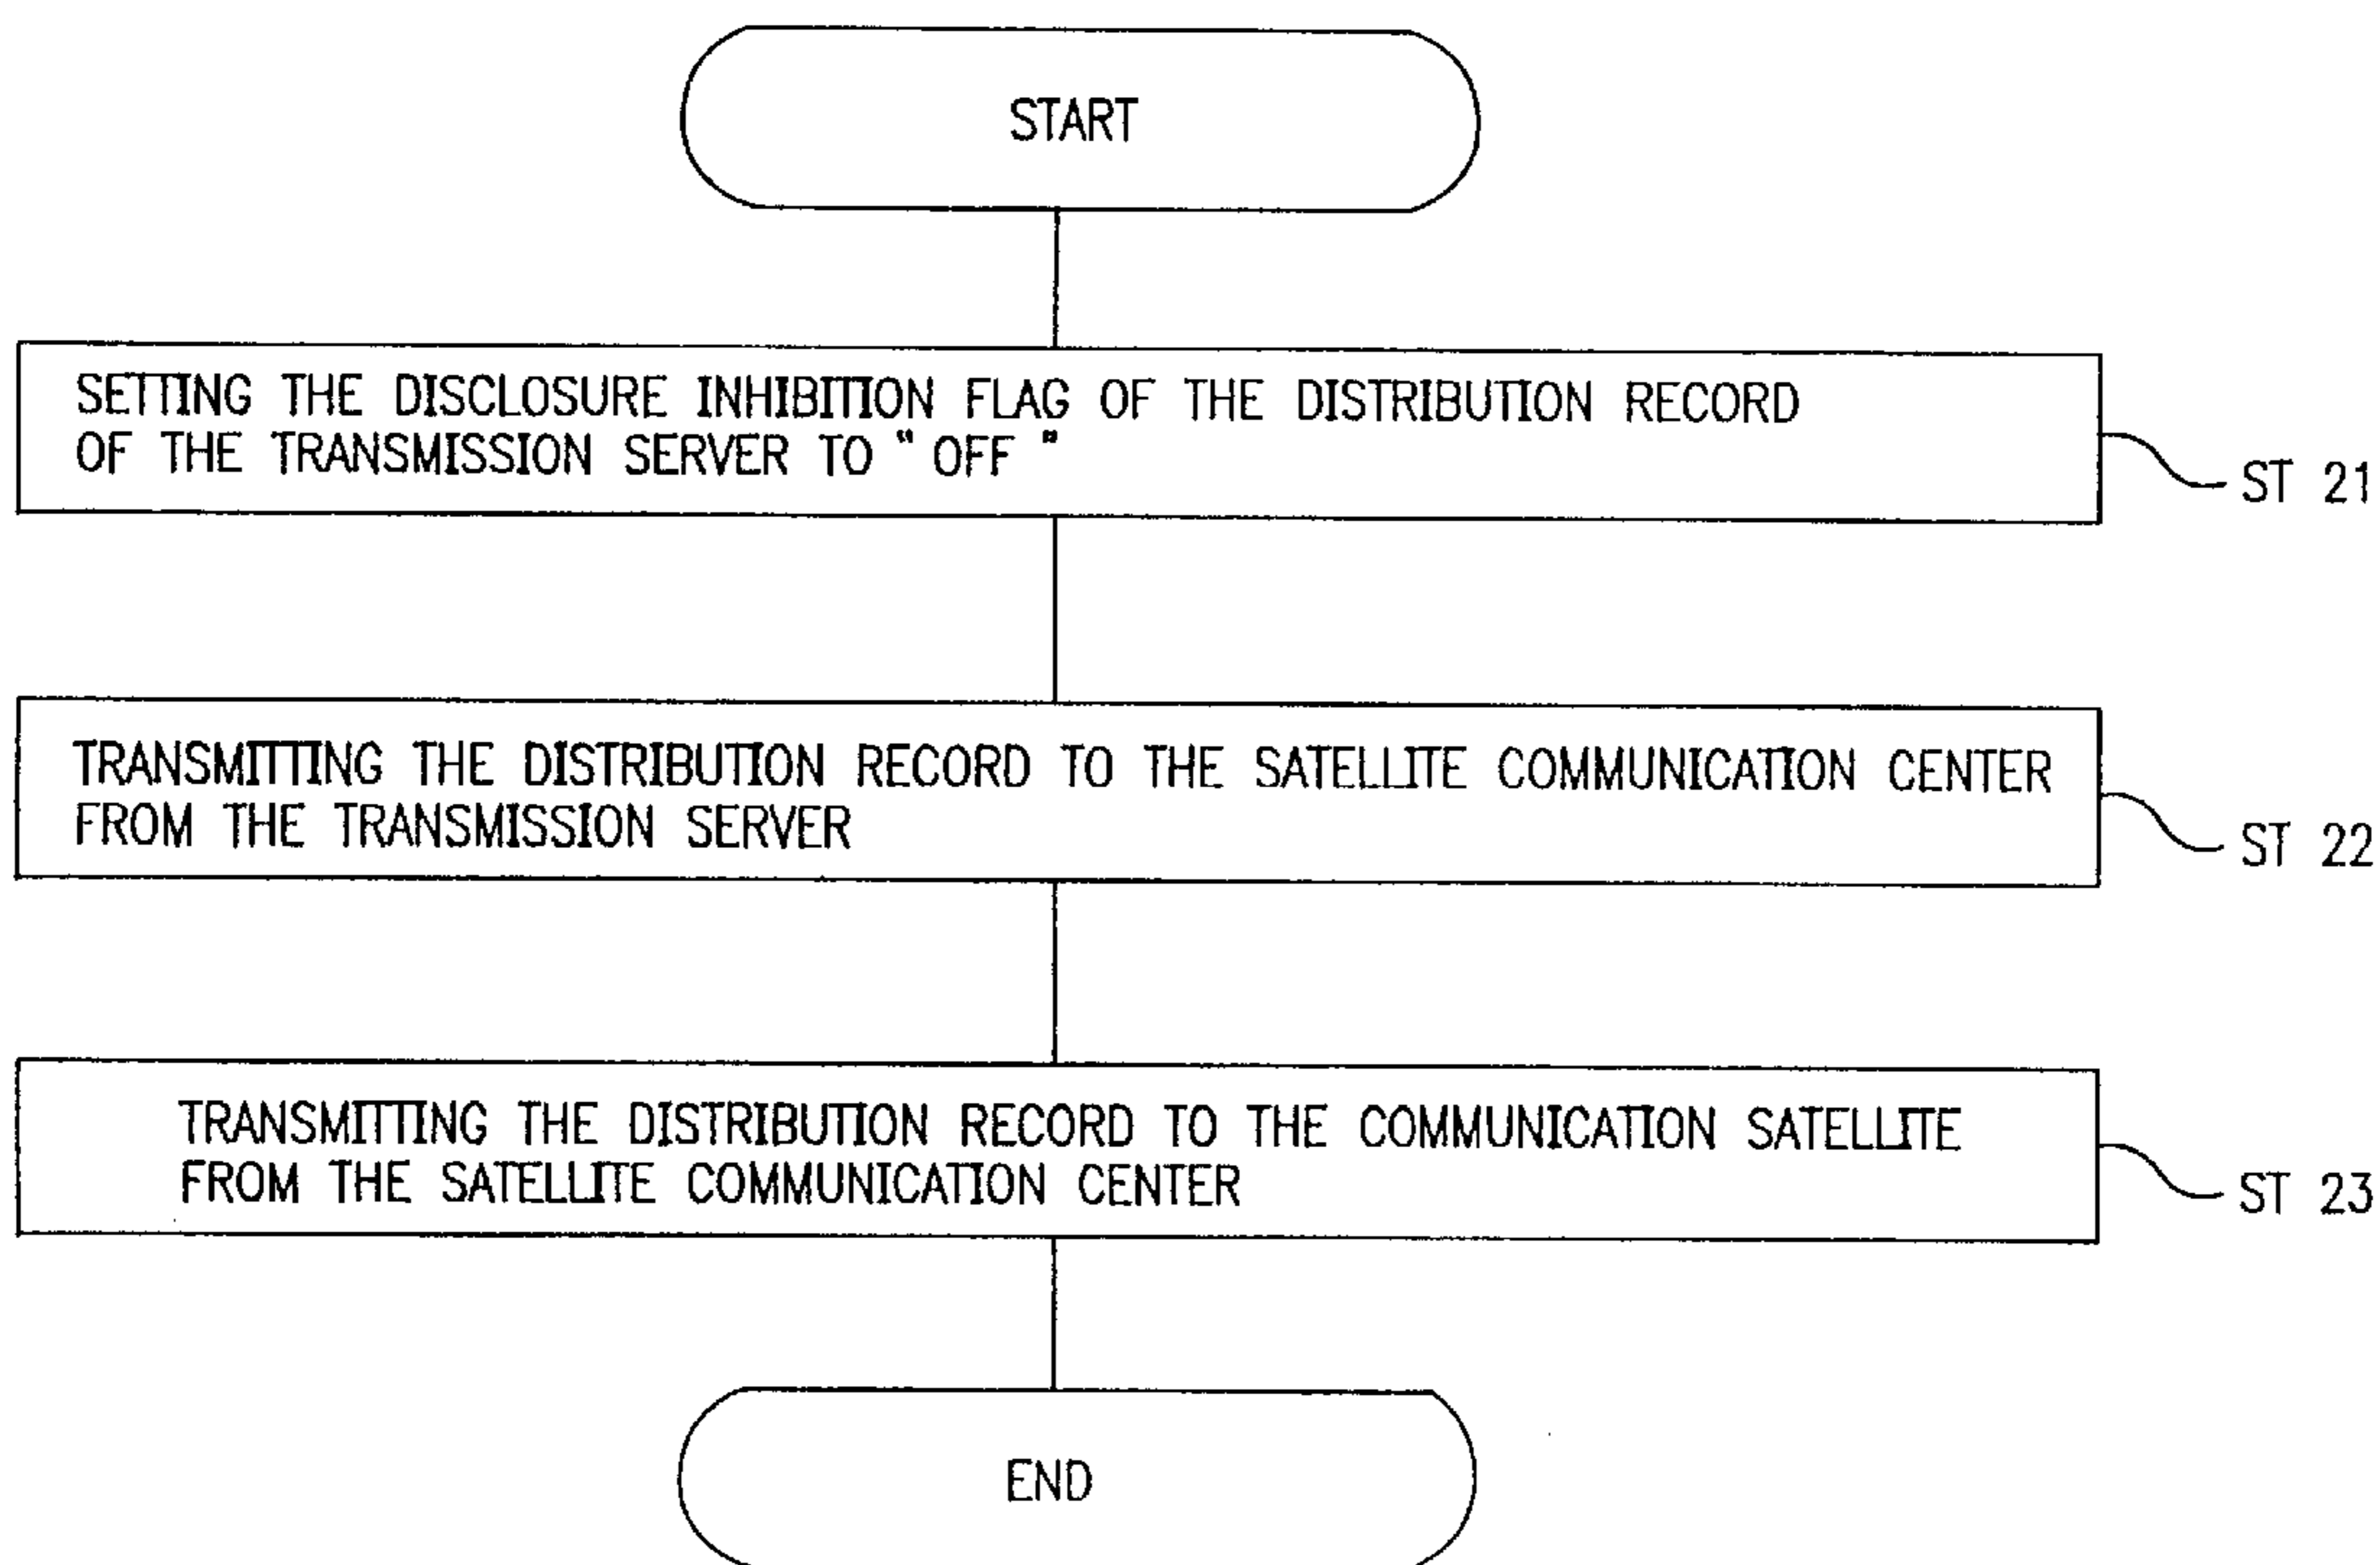 START
SETTING THE DISCLOSURE INHIBITION FLAG OF THE DISTRIBUTION RECORD
OF THE TRANSMISSION SERVER TO " OFF "
ST 21
TRANSMITTING THE DISTRIBUTION RECORD TO THE SATELLITE COMMUNICATION CENTER
FROM THE TRANSMISSION SERVER
ST 22
TRANSMITTING THE DISTRIBUTION RECORD TO THE COMMUNICATION SATELLITE
FROM THE SATELLITE COMMUNICATION CENTER
ST 23
END